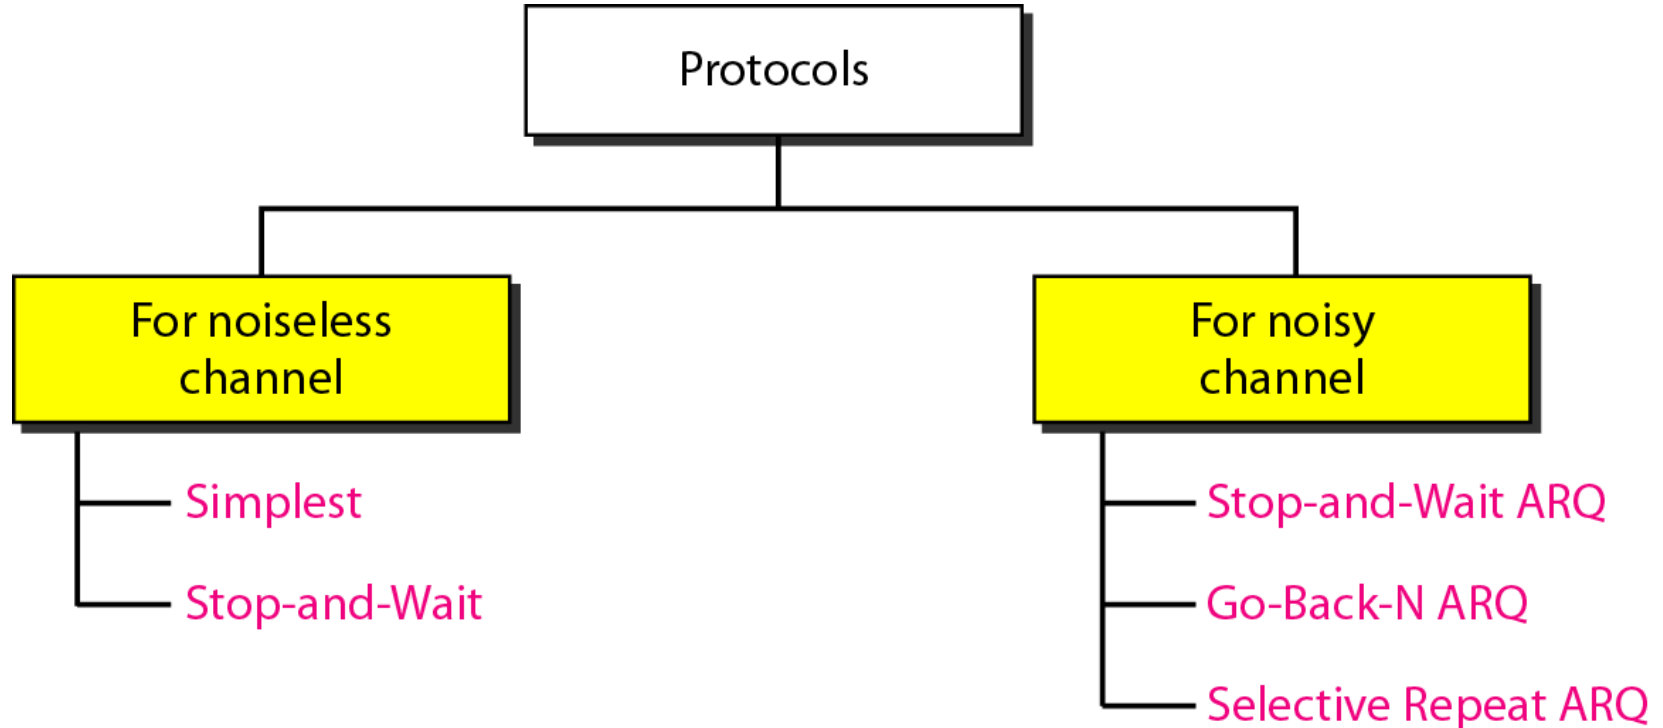 Protocols
For noiseless
channel
Simplest
Stop-and-Wait
For noisy
channel
Stop-and-Wait ARQ
Go-Back-N ARQ
Selective Repeat ARQ